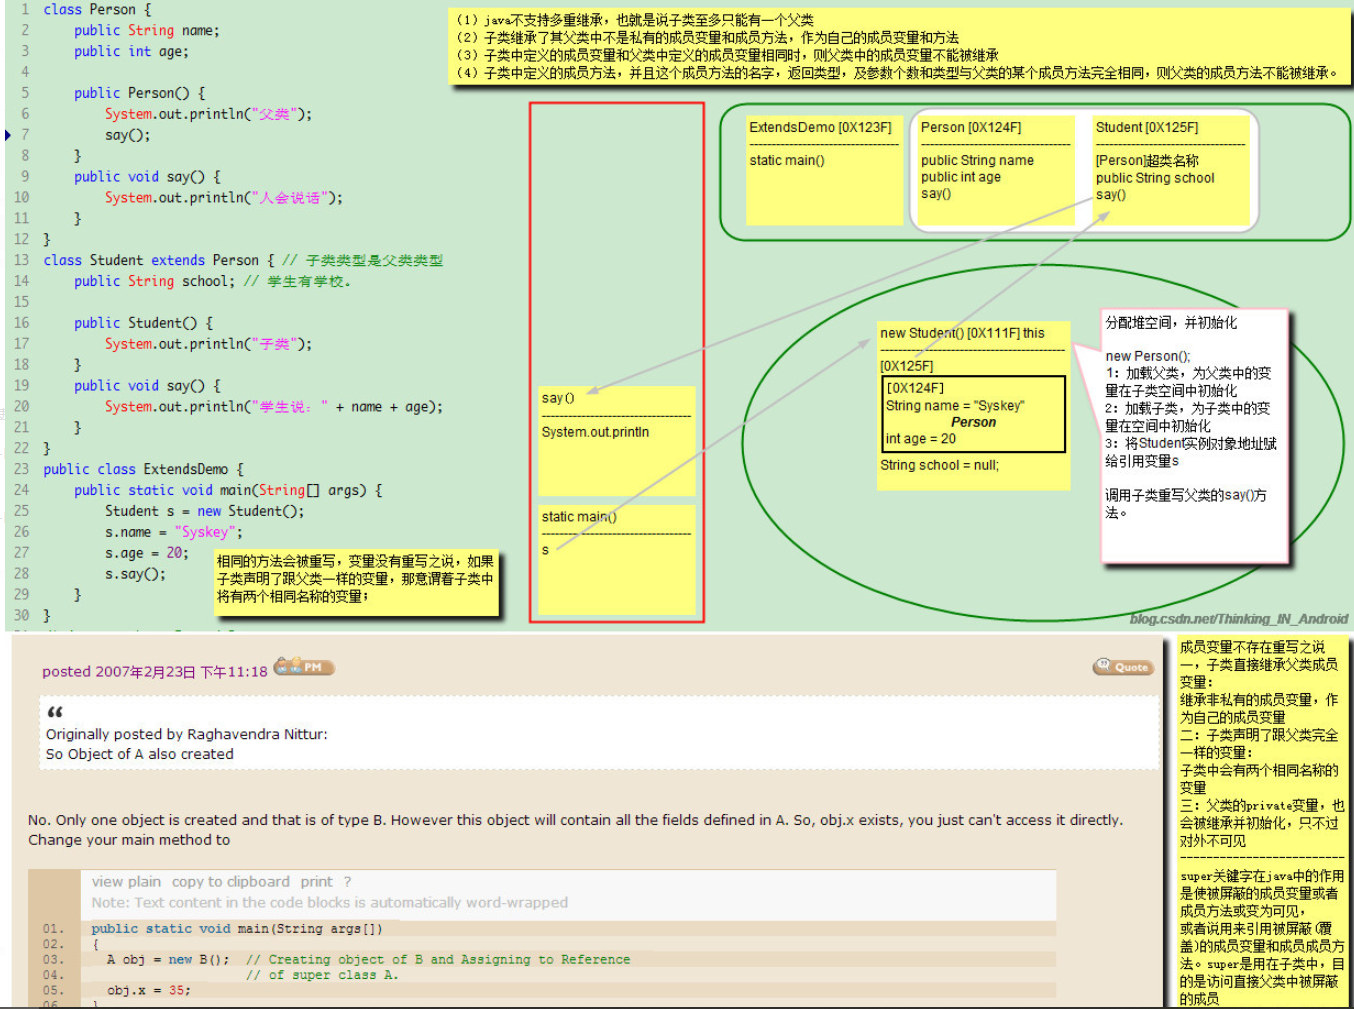 1 class Person {
2 public String name;
3 public int age;
4
5 public Person() {
6 System.out.println("父类");
7 say();
8 }
9 public void say() {
10 System.out.println("人会说话");
11 }
12 }
13 class Student extends Person { // 子类类型是父类类型
14 public String school; // 学生有学校。
15
16 public Student() {
17 System.out.println("子类");
18 }
19 public void say() {
20 System.out.println("学生说：" + name + age);
21 }
22 }
23 public class ExtendsDemo {
24 public static void main(String[] args) {
25 Student s = new Student();
26 s.name = "Syskey";
27 s.age = 20;
28 s.say();
29 }
30 }
相同的方法会被重写，变量没有重写之说，如果
子类声明了跟父类一样的变量，那意谓着子类中
将有两个相同名称的变量；
（1）java不支持多重继承，也就是说子类至多只能有一个父类
（2）子类继承了其父类中不是私有的成员变量和成员方法，作为自己的成员变量和方法
（3）子类中定义的成员变量和父类中定义的成员变量相同时，则父类中的成员变量不能被继承
（4）子类中定义的成员方法，并且这个成员方法的名字，返回类型，及参数个数和类型与父类的某个成员方法完全相同，则父类的成员方法不能被继承。
ExtendsDemo [0X123F]
static main()
Person [0X124F]
public String name
public int age
say()
Student [0X125F]
[Person]超类名称
public String school
say()
say()
System.out.println
static main()
s
new Student() [0X111F] this
[0X125F]
[0X124F]
String name = "Syskey"
Person
int age = 20
String school = null;
分配堆空间，并初始化
new Person();
1：加载父类，为父类中的变
量在子类空间中初始化
2：加载子类，为子类中的变
量在空间中初始化
3：将Student实例对象地址赋
给引用变量s
调用子类重写父类的say()方
法。
blog.csdn.net/Thinking_IN_Android
posted 2007年2月23日 下午11:18 PM
Quote
“
Originally posted by Raghavendra Nittur:
So Object of A also created
No. Only one object is created and that is of type B. However this object will contain all the fields defined in A. So, obj.x exists, you just can't access it directly.
Change your main method to
view plain copy to clipboard print ?
Note: Text content in the code blocks is automatically word-wrapped
01. public static void main(String args[])
02. {
03. A obj = new B(); // Creating object of B and Assigning to Reference
04. // of super class A.
05. obj.x = 35;
06. }
成员变量不存在重写之说
一，子类直接继承父类成员
变量：
继承非私有的成员变量，作
为自己的成员变量
二：子类声明了跟父类完全
一样的变量：
子类中会有两个相同名称的
变量
三：父类的private变量，也
会被继承并初始化，只不过
对外不可见
super关键字在java中的作用
是使被屏蔽的成员变量或者
成员方法或变为可见，
或者说用来引用被屏蔽(覆
盖)的成员变量和成员成员方
法。super是用在子类中，目
的是访问直接父类中被屏蔽
的成员